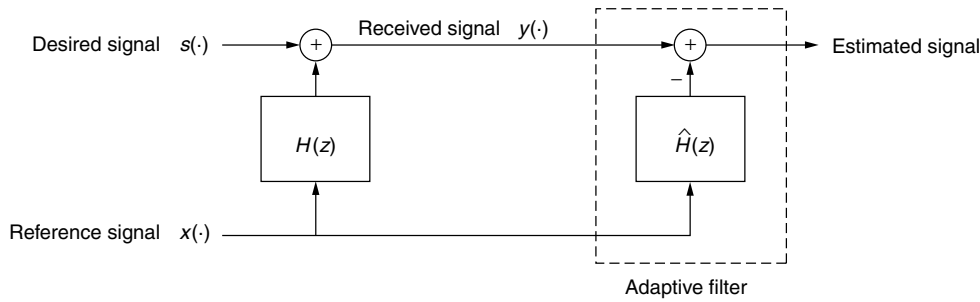 Desired signal s(·)
+
Received signal y(·)
+
Estimated signal
−
H(z)
Ĥ(z)
Reference signal x(·)
Adaptive filter